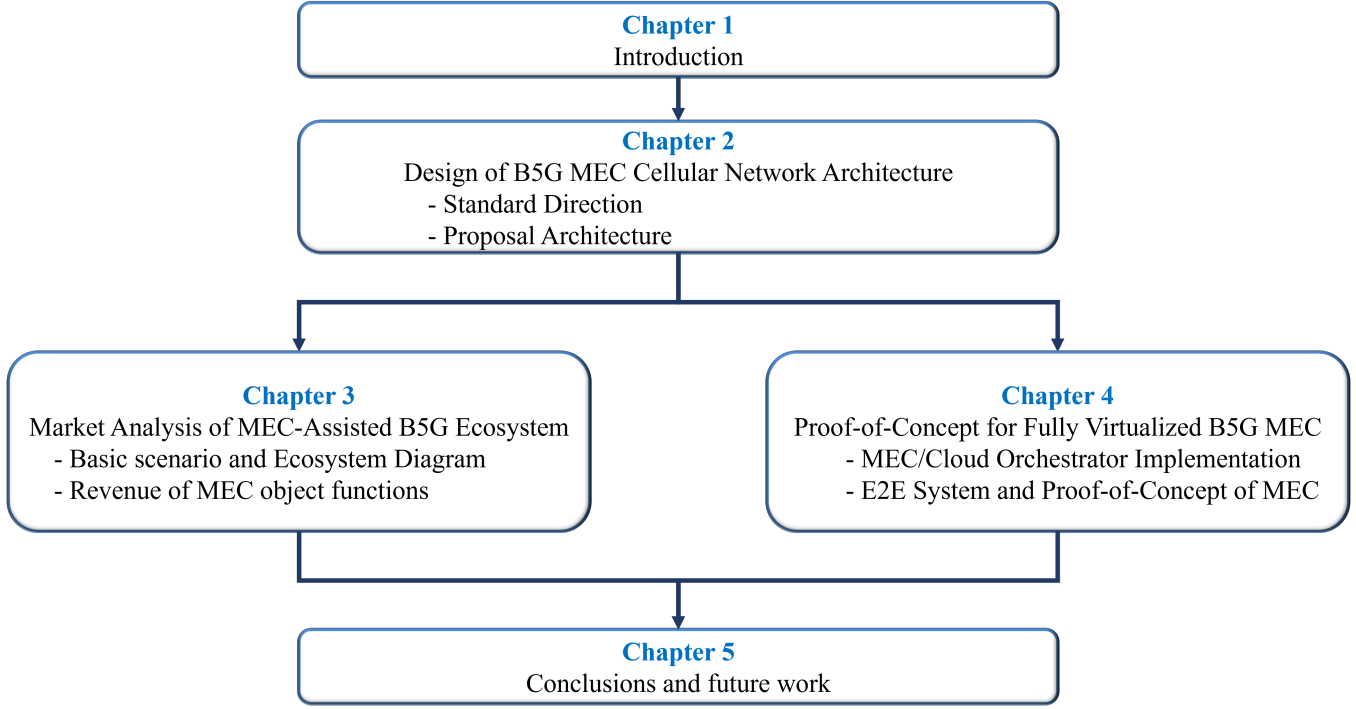 Chapter 1
Introduction
Chapter 2
Design of B5G MEC Cellular Network Architecture
- Standard Direction
- Proposal Architecture
Chapter 3
Market Analysis of MEC-Assisted B5G Ecosystem
- Basic scenario and Ecosystem Diagram
- Revenue of MEC object functions
Chapter 4
Proof-of-Concept for Fully Virtualized B5G MEC
- MEC/Cloud Orchestrator Implementation
- E2E System and Proof-of-Concept of MEC
Chapter 5
Conclusions and future work